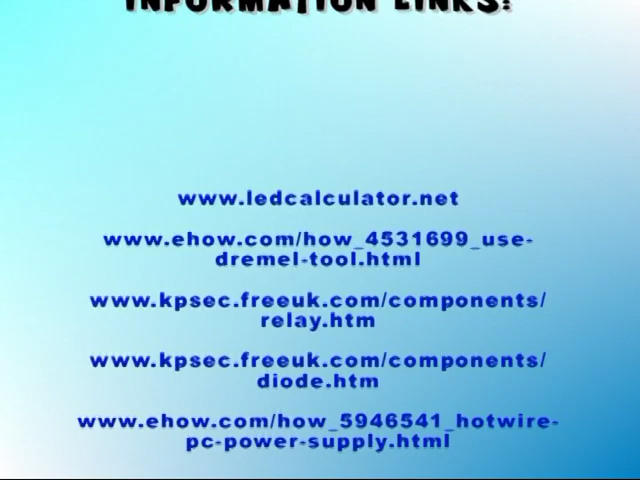 INFORMATION LINKS:
www.ledcalculator.net
www.ehow.com/how_4531699_use-
dremel-tool.html
www.kpsec.freeuk.com/components/
relay.htm
www.kpsec.freeuk.com/components/
diode.htm
www.ehow.com/how_5946541_hotwire-
pc-power-supply.html